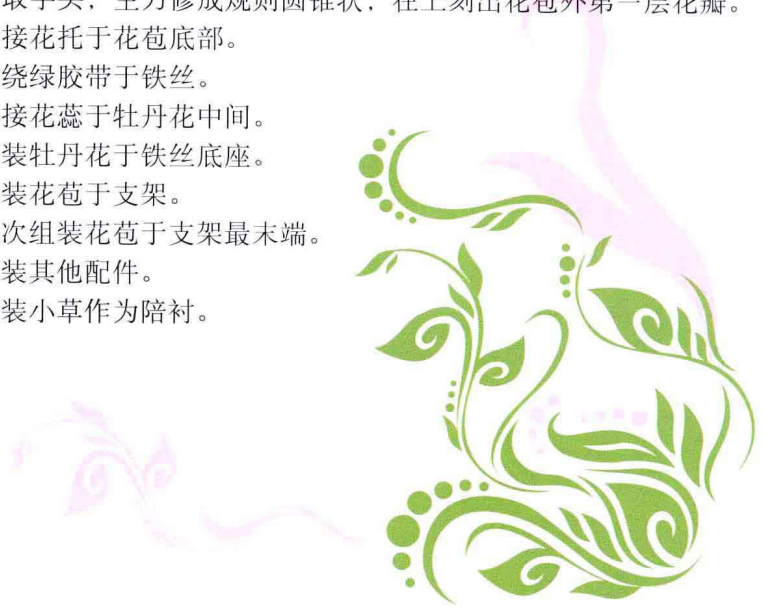 取芋头，主刀修成规则圆锥状，在上刻出花苞外第一层花瓣。
接花托于花苞底部。
绕绿胶带于铁丝。
接花蕊于牡丹花中间。
装牡丹花于铁丝底座。
装花苞于支架。
次组装花苞于支架最末端。
装其他配件。
装小草作为陪衬。